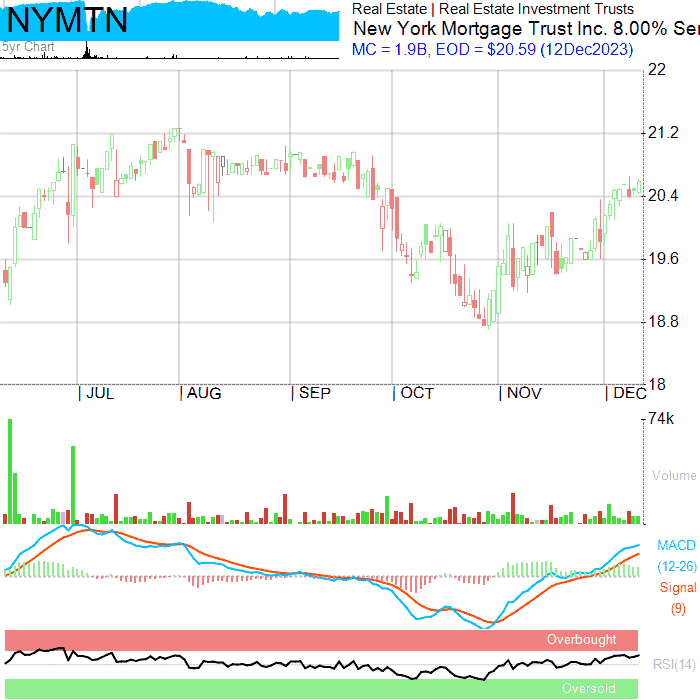 NYMTN
5yr Chart
Real Estate | Real Estate Investment Trusts
New York Mortgage Trust Inc. 8.00% Ser
MC = 1.9B, EOD = $20.59 (12Dec2023)
22
21.2
20.4
19.6
18.8
18
JUL AUG SEP OCT NOV DEC
74k
Volume
MACD
(12-26)
Signal
(9)
Overbought
RSI(14)
Oversold